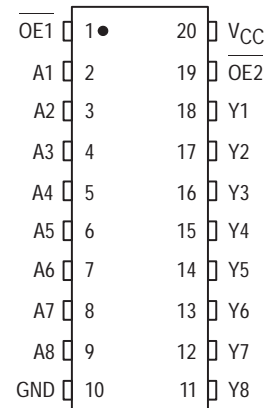 O̅E̅1̅ 1 20 VCC
A1 2 19 O̅E̅2̅
A2 3 18 Y1
A3 4 17 Y2
A4 5 16 Y3
A5 6 15 Y4
A6 7 14 Y5
A7 8 13 Y6
A8 9 12 Y7
GND 10 11 Y8